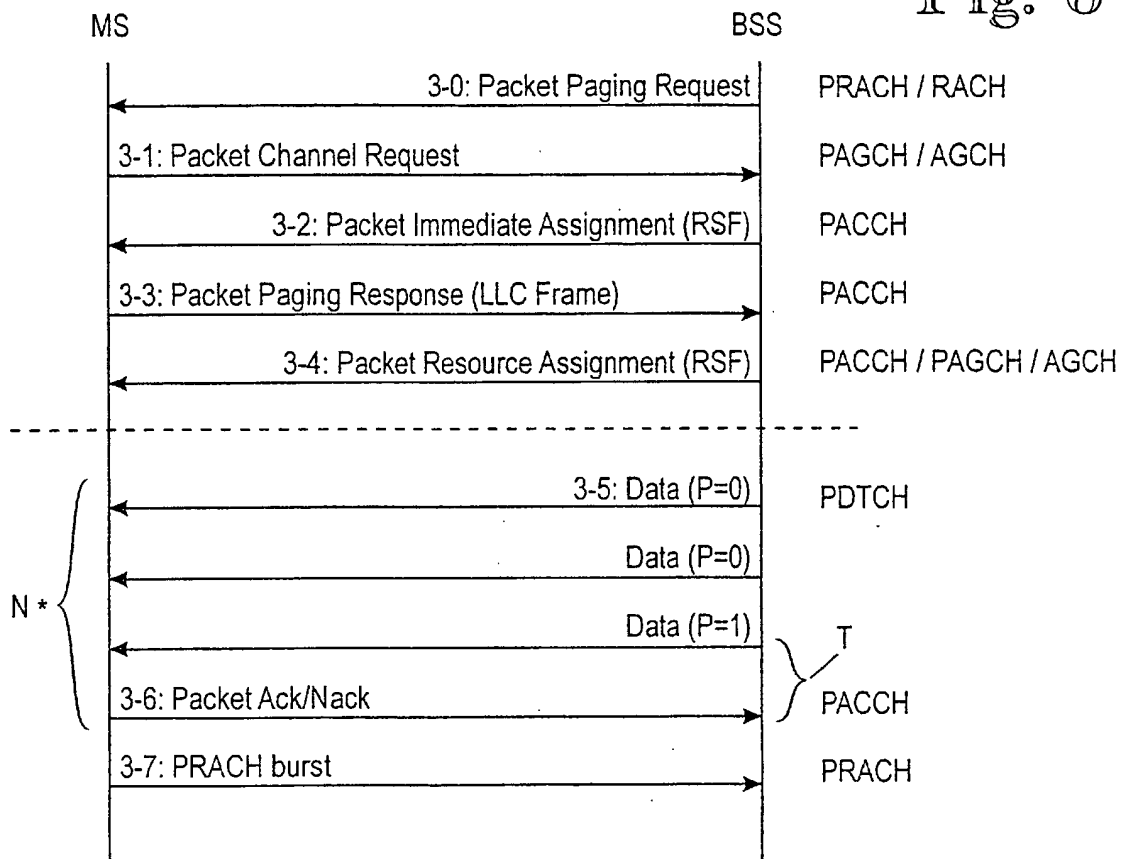 Fig.
MS BSS
3-0: Packet Paging Request PRACH / RACH
3-1: Packet Channel Request PAGCH / AGCH
3-2: Packet Immediate Assignment (RSF) PACCH
3-3: Packet Paging Response (LLC Frame) PACCH
3-4: Packet Resource Assignment (RSF) PACCH / PAGCH / AGCH
3-5: Data (P=0) PDTCH
Data (P=0)
N *
Data (P=1) T
3-6: Packet Ack/Nack PACCH
3-7: PRACH burst PRACH